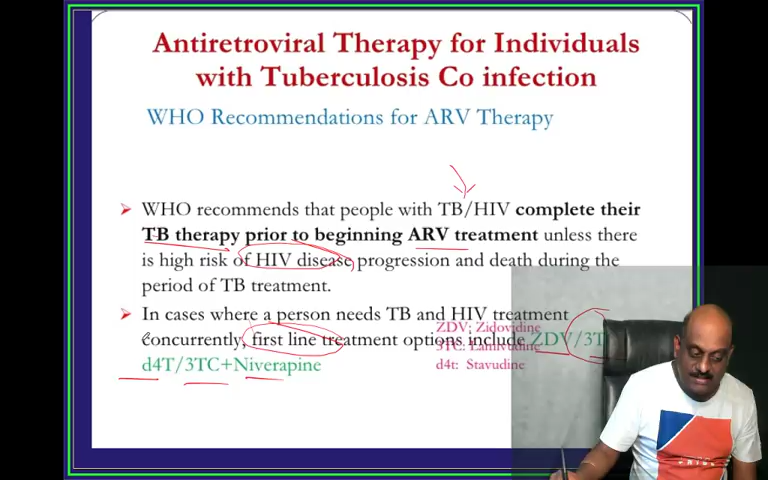 Antiretroviral Therapy for Individuals
with Tuberculosis Co infection
WHO Recommendations for ARV Therapy
WHO recommends that people with TB/HIV complete their
TB therapy prior to beginning ARV treatment unless there
is high risk of HIV disease progression and death during the
period of TB treatment.
In cases where a person needs TB and HIV treatment
concurrently, first line treatment options include ZDV/3T
d4T/3TC+Niverapine
ZDV; Zidovidine
3TC: Lamivudine
d4t: Stavudine